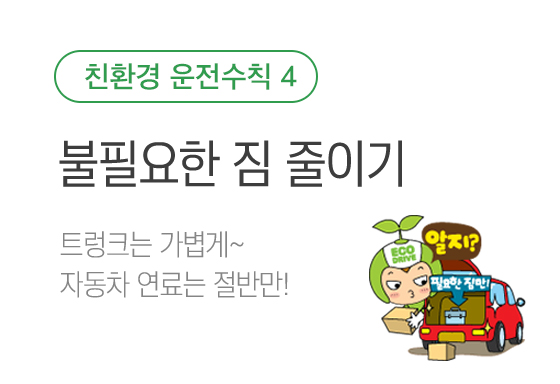 친환경 운전수칙 4
불필요한 짐 줄이기
트렁크는 가볍게~
자동차 연료는 절반만!
알지?
ECO
DRIVE
필요한 짐만!